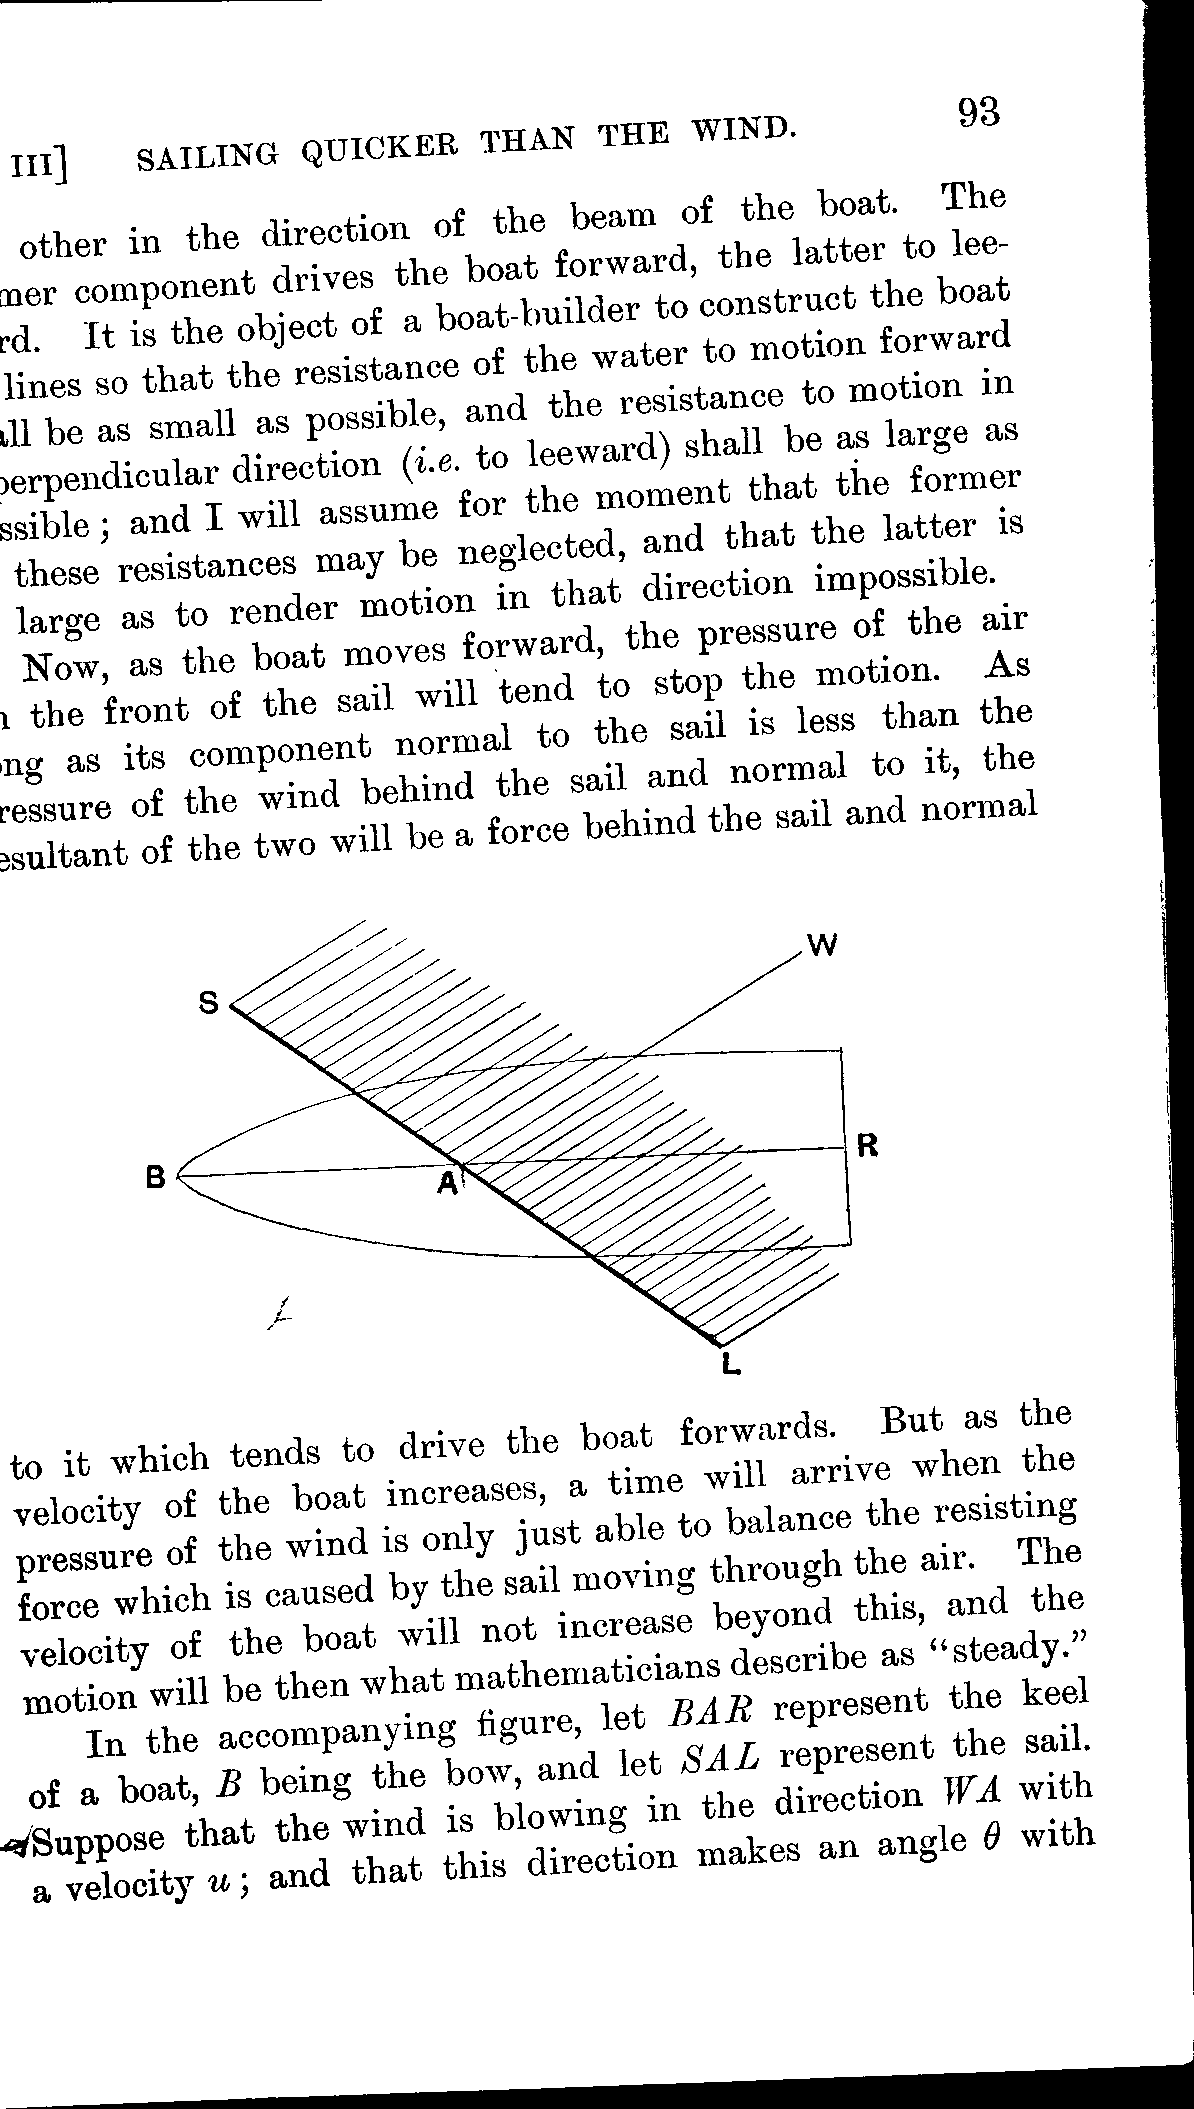 III] SAILING QUICKER THAN THE WIND. 93
other in the direction of the beam of the boat. The
mer component drives the boat forward, the latter to lee-
rd. It is the object of a boat-builder to construct the boat
lines so that the resistance of the water to motion forward
all be as small as possible, and the resistance to motion in
perpendicular direction (i.e. to leeward) shall be as large as
ssible; and I will assume for the moment that the former
these resistances may be neglected, and that the latter is
large as to render motion in that direction impossible.
Now, as the boat moves forward, the pressure of the air
the front of the sail will tend to stop the motion. As
ng as its component normal to the sail is less than the
ressure of the wind behind the sail and normal to it, the
esultant of the two will be a force behind the sail and normal
W
S
R
B
A
L
to it which tends to drive the boat forwards. But as the
velocity of the boat increases, a time will arrive when the
pressure of the wind is only just able to balance the resisting
force which is caused by the sail moving through the air. The
velocity of the boat will not increase beyond this, and the
motion will be then what mathematicians describe as “steady.”
In the accompanying figure, let BAR represent the keel
of a boat, B being the bow, and let SAL represent the sail.
Suppose that the wind is blowing in the direction WA with
a velocity u; and that this direction makes an angle θ with